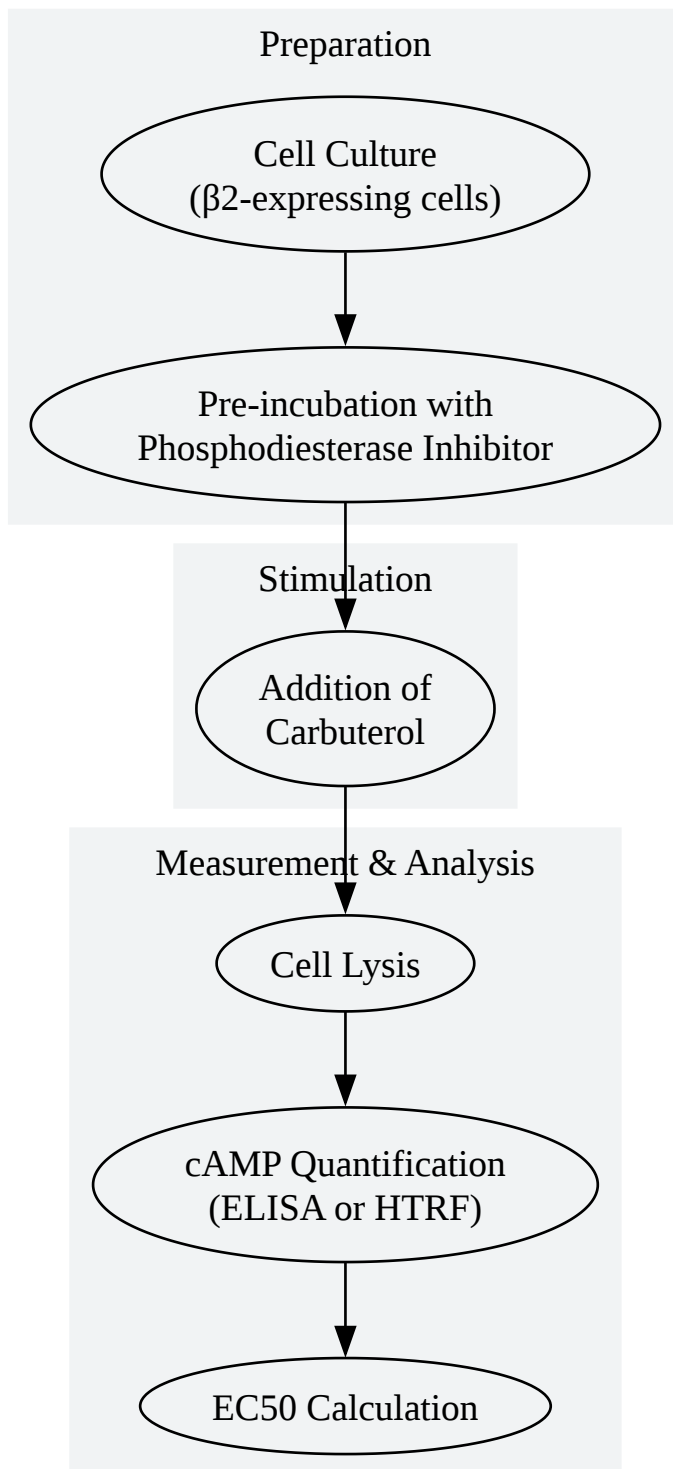 Preparation
Cell Culture
(β2-expressing cells)
Pre-incubation with
Phosphodiesterase Inhibitor
Stimulation
Addition of
Carbuterol
Measurement & Analysis
Cell Lysis
cAMP Quantification
(ELISA or HTRF)
EC50 Calculation